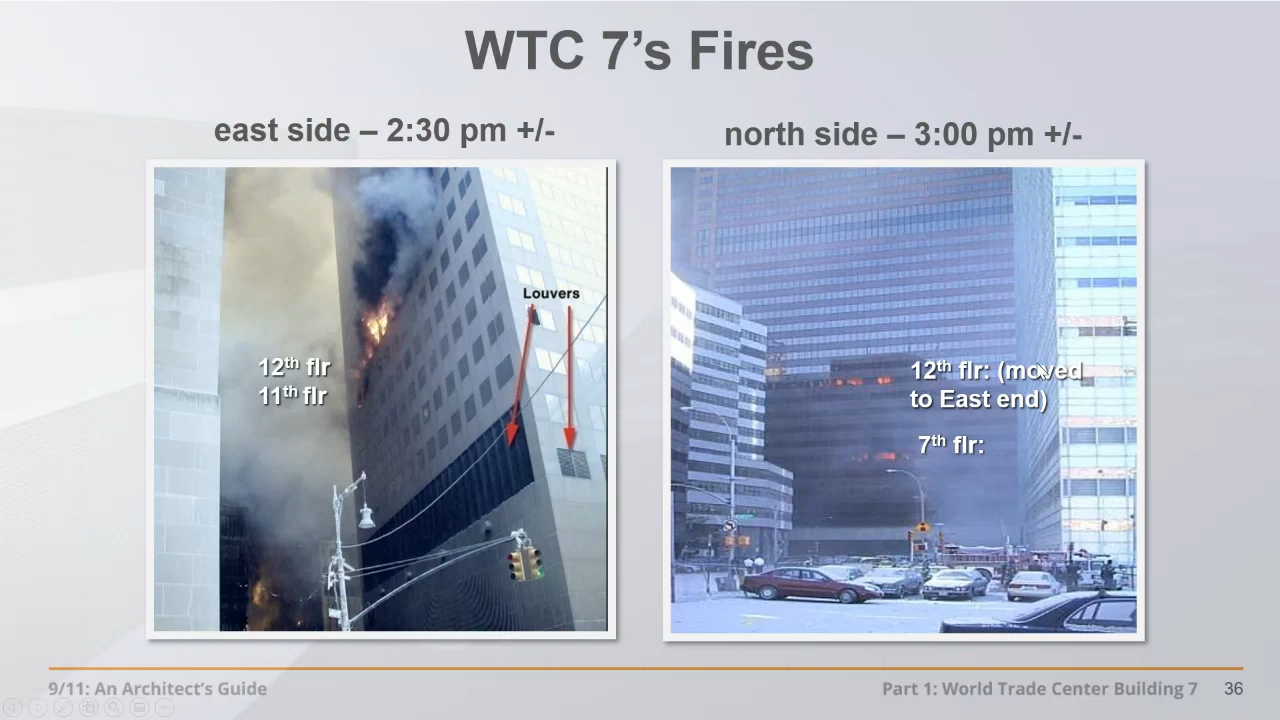 WTC 7’s Fires
east side – 2:30 pm +/-
north side – 3:00 pm +/-
Louvers
12th flr
11th flr
12th flr: (moved
to East end)
7th flr:
9/11: An Architect’s Guide
Part 1: World Trade Center Building 7
36